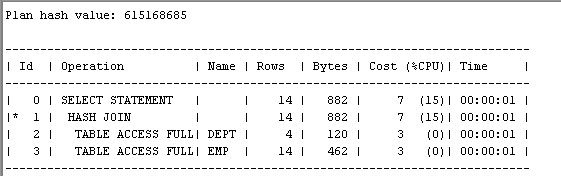 Plan hash value: 615168685
--------------------------------------------------------------------------
| Id  | Operation          | Name | Rows  | Bytes | Cost (%CPU)| Time     |
--------------------------------------------------------------------------
|   0 | SELECT STATEMENT   |      |    14 |   882 |     7  (15)| 00:00:01 |
|*  1 |  HASH JOIN         |      |    14 |   882 |     7  (15)| 00:00:01 |
|   2 |   TABLE ACCESS FULL| DEPT |     4 |   120 |     3   (0)| 00:00:01 |
|   3 |   TABLE ACCESS FULL| EMP  |    14 |   462 |     3   (0)| 00:00:01 |
--------------------------------------------------------------------------